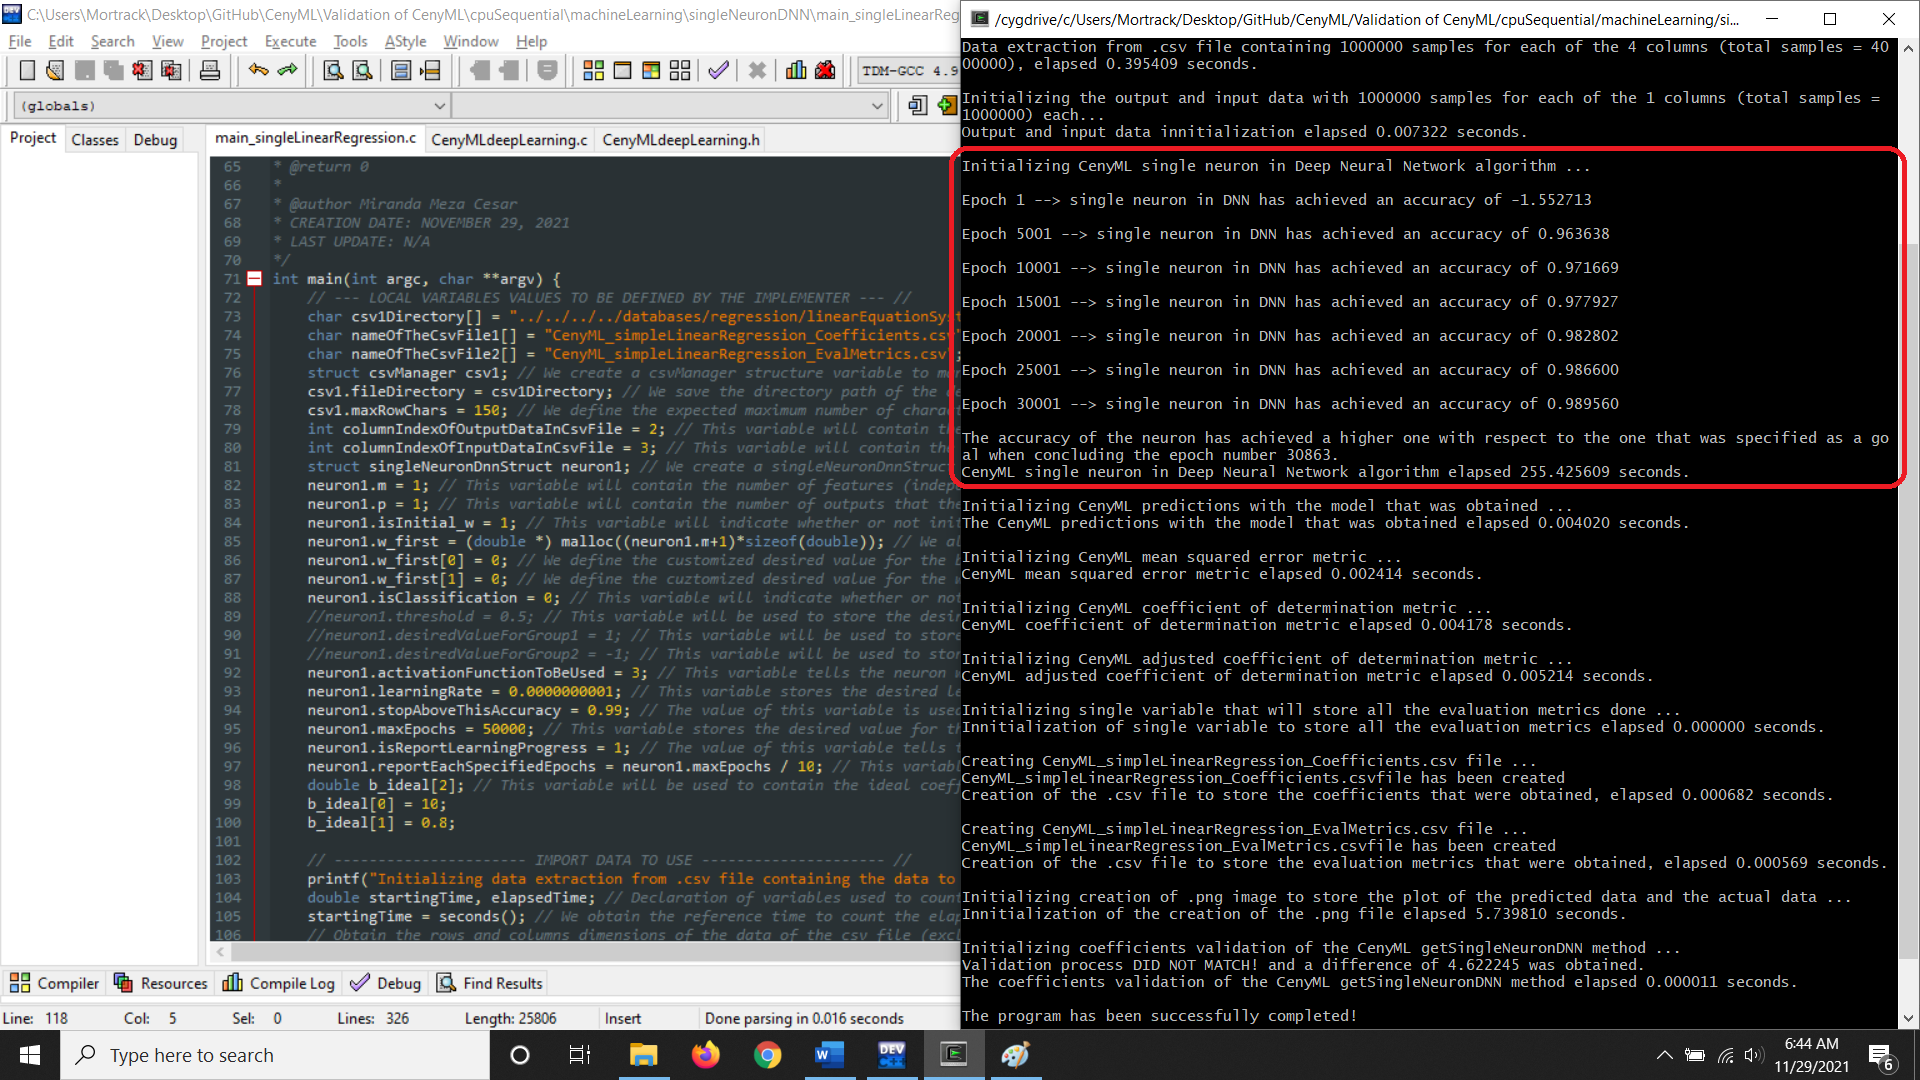 C:\Users\Mortrack\Desktop\GitHub\CenyML\Validation of CenyML\cpuSequential\machineLearning\singleNeuronDNN\main_singleLinearReg
File Edit Search View Project Execute Tools AStyle Window Help
TDM-GCC 4.9
(globals)
Project Classes Debug
main_singleLinearRegression.c CenyMLdeepLearning.c CenyMLdeepLearning.h
65 * @return 0
66 *
67 * @author Miranda Meza Cesar
68 * CREATION DATE: NOVEMBER 29, 2021
69 * LAST UPDATE: N/A
70 */
71 int main(int argc, char **argv) {
72 // --- LOCAL VARIABLES VALUES TO BE DEFINED BY THE IMPLEMENTER --- //
73 char csv1Directory[] = "../../../../databases/regression/linearEquationSys
74 char nameOfTheCsvFile1[] = "CenyML_simpleLinearRegression_Coefficients.csv"
75 char nameOfTheCsvFile2[] = "CenyML_simpleLinearRegression_EvalMetrics.csv";
76 struct csvManager csv1; // We create a csvManager structure variable to ma
77 csv1.fileDirectory = csv1Directory; // We save the directory path of the d
78 csv1.maxRowChars = 150; // We define the expected maximum number of charac
79 int columnIndexOfOutputDataInCsvFile = 2; // This variable will contain the
80 int columnIndexOfInputDataInCsvFile = 3; // This variable will contain the
81 struct singleNeuronDnnStruct neuron1; // We create a singleNeuronDnnStruct
82 neuron1.m = 1; // This variable will contain the number of features (indep
83 neuron1.p = 1; // This variable will contain the number of outputs that th
84 neuron1.isInitial_w = 1; // This variable will indicate whether or not init
85 neuron1.w_first = (double *) malloc((neuron1.m+1)*sizeof(double)); // We al
86 neuron1.w_first[0] = 0; // We define the customized desired value for the b
87 neuron1.w_first[1] = 0; // We define the cuztomized desired value for the w
88 neuron1.isClassification = 0; // This variable will indicate whether or not
89 //neuron1.threshold = 0.5; // This variable will be used to store the desir
90 //neuron1.desiredValueForGroup1 = 1; // This variable will be used to store
91 //neuron1.desiredValueForGroup2 = -1; // This variable will be used to stor
92 neuron1.activationFunctionToBeUsed = 3; // This variable tells the neuron w
93 neuron1.learningRate = 0.0000000001; // This variable stores the desired le
94 neuron1.stopAboveThisAccuracy = 0.99; // The value of this variable is used
95 neuron1.maxEpochs = 50000; // This variable stores the desired value for th
96 neuron1.isReportLearningProgress = 1; // The value of this variable tells t
97 neuron1.reportEachSpecifiedEpochs = neuron1.maxEpochs / 10; // This variabl
98 double b_ideal[2]; // This variable will be used to contain the ideal coeff
99 b_ideal[0] = 10;
100 b_ideal[1] = 0.8;
101
102 // ---------------------- IMPORT DATA TO USE --------------------- //
103 printf("Initializing data extraction from .csv file containing the data to
104 double startingTime, elapsedTime; // Declaration of variables used to count
105 startingTime = seconds(); // We obtain the reference time to count the elap
106 // Obtain the rows and columns dimensions of the data of the csv file (excl
Compiler Resources Compile Log Debug Find Results
Line: 118 Col: 5 Sel: 0 Lines: 326 Length: 25806 Insert Done parsing in 0.016 seconds
/cygdrive/c/Users/Mortrack/Desktop/GitHub/CenyML/Validation of CenyML/cpuSequential/machineLearning/si...
Data extraction from .csv file containing 1000000 samples for each of the 4 columns (total samples = 40
00000), elapsed 0.395409 seconds.
Initializing the output and input data with 1000000 samples for each of the 1 columns (total samples =
1000000) each...
Output and input data innitialization elapsed 0.007322 seconds.
Initializing CenyML single neuron in Deep Neural Network algorithm ...
Epoch 1 --> single neuron in DNN has achieved an accuracy of -1.552713
Epoch 5001 --> single neuron in DNN has achieved an accuracy of 0.963638
Epoch 10001 --> single neuron in DNN has achieved an accuracy of 0.971669
Epoch 15001 --> single neuron in DNN has achieved an accuracy of 0.977927
Epoch 20001 --> single neuron in DNN has achieved an accuracy of 0.982802
Epoch 25001 --> single neuron in DNN has achieved an accuracy of 0.986600
Epoch 30001 --> single neuron in DNN has achieved an accuracy of 0.989560
The accuracy of the neuron has achieved a higher one with respect to the one that was specified as a go
al when concluding the epoch number 30863.
CenyML single neuron in Deep Neural Network algorithm elapsed 255.425609 seconds.
Initializing CenyML predictions with the model that was obtained ...
The CenyML predictions with the model that was obtained elapsed 0.004020 seconds.
Initializing CenyML mean squared error metric ...
CenyML mean squared error metric elapsed 0.002414 seconds.
Initializing CenyML coefficient of determination metric ...
CenyML coefficient of determination metric elapsed 0.004178 seconds.
Initializing CenyML adjusted coefficient of determination metric ...
CenyML adjusted coefficient of determination metric elapsed 0.005214 seconds.
Initializing single variable that will store all the evaluation metrics done ...
Innitialization of single variable to store all the evaluation metrics elapsed 0.000000 seconds.
Creating CenyML_simpleLinearRegression_Coefficients.csv file ...
CenyML_simpleLinearRegression_Coefficients.csvfile has been created
Creation of the .csv file to store the coefficients that were obtained, elapsed 0.000682 seconds.
Creating CenyML_simpleLinearRegression_EvalMetrics.csv file ...
CenyML_simpleLinearRegression_EvalMetrics.csvfile has been created
Creation of the .csv file to store the evaluation metrics that were obtained, elapsed 0.000569 seconds.
Initializing creation of .png image to store the plot of the predicted data and the actual data ...
Innitialization of the creation of the .png file elapsed 5.739810 seconds.
Initializing coefficients validation of the CenyML getSingleNeuronDNN method ...
Validation process DID NOT MATCH! and a difference of 4.622245 was obtained.
The coefficients validation of the CenyML getSingleNeuronDNN method elapsed 0.000011 seconds.
The program has been successfully completed!
Type here to search
6:44 AM
11/29/2021
6